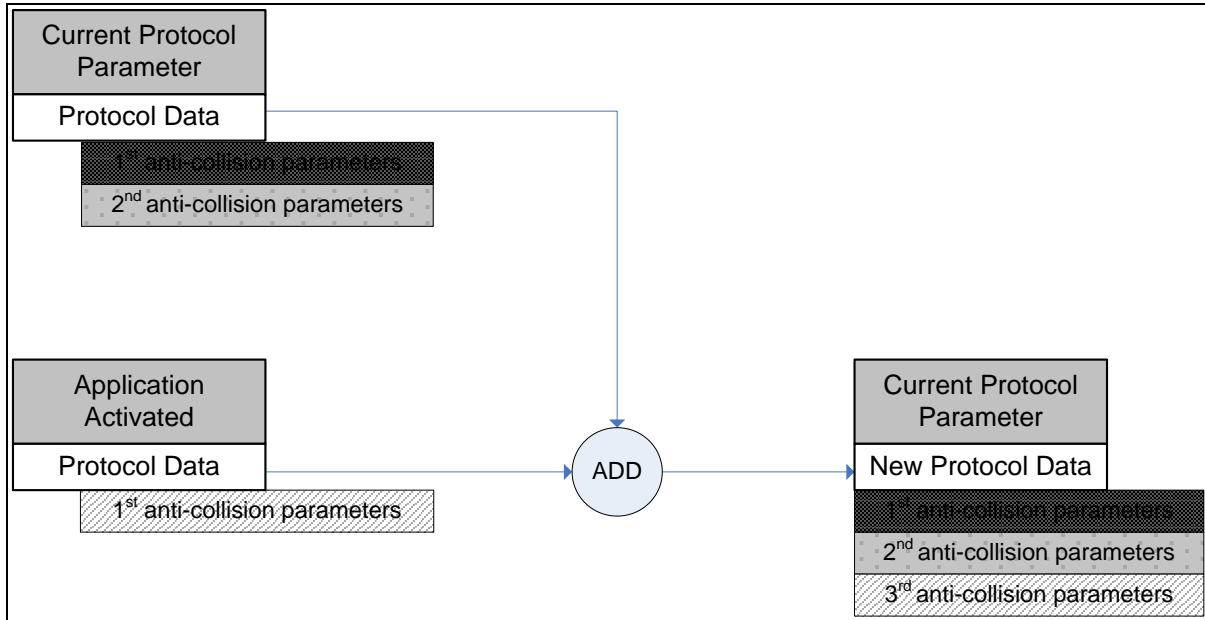 Current Protocol
Parameter
Protocol Data
1st anti-collision parameters
2nd anti-collision parameters
Application
Activated
Protocol Data
1st anti-collision parameters
ADD
Current Protocol
Parameter
New Protocol Data
1st anti-collision parameters
2nd anti-collision parameters
3rd anti-collision parameters